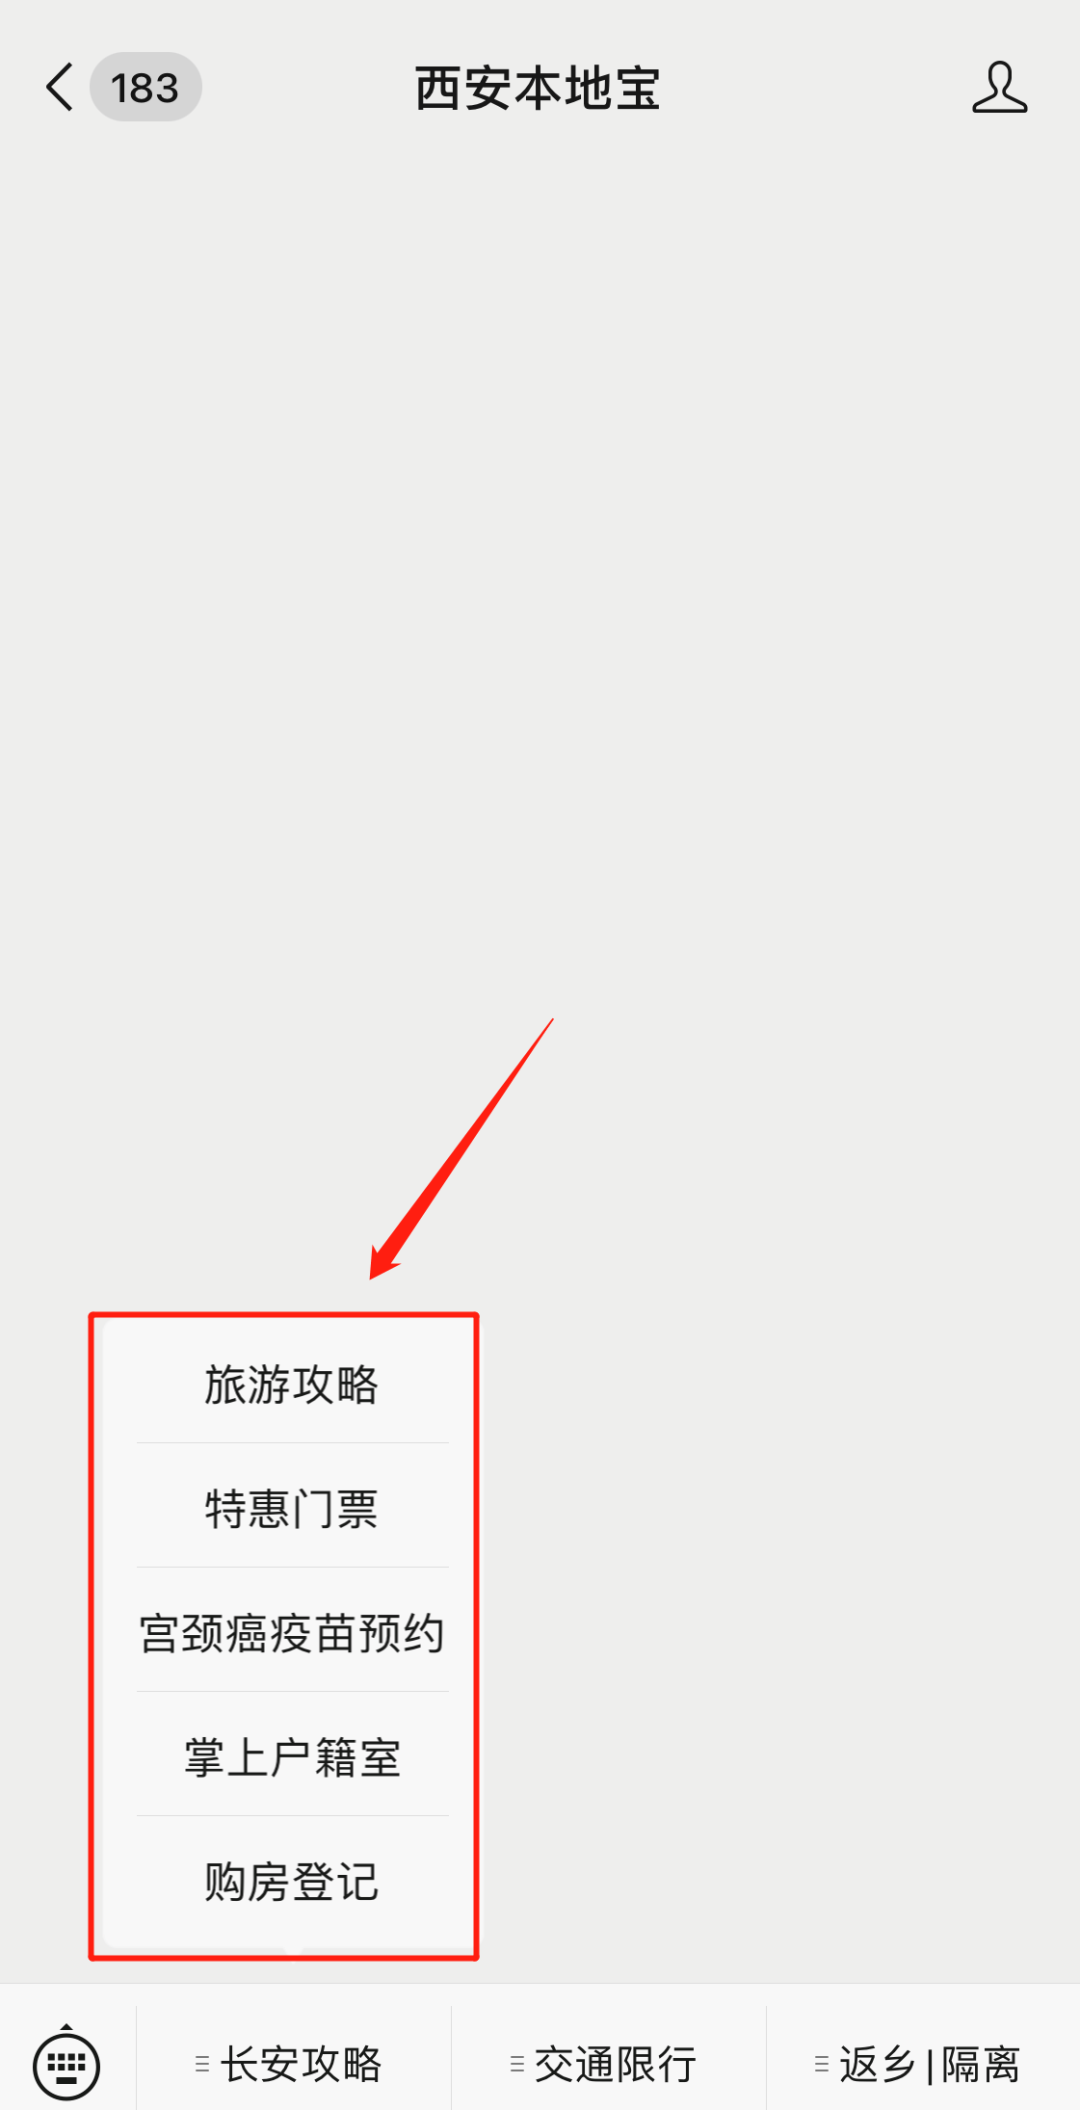 183
西安本地宝
旅游攻略
特惠门票
宫颈癌疫苗预约
掌上户籍室
购房登记
长安攻略
交通限行
返乡|隔离